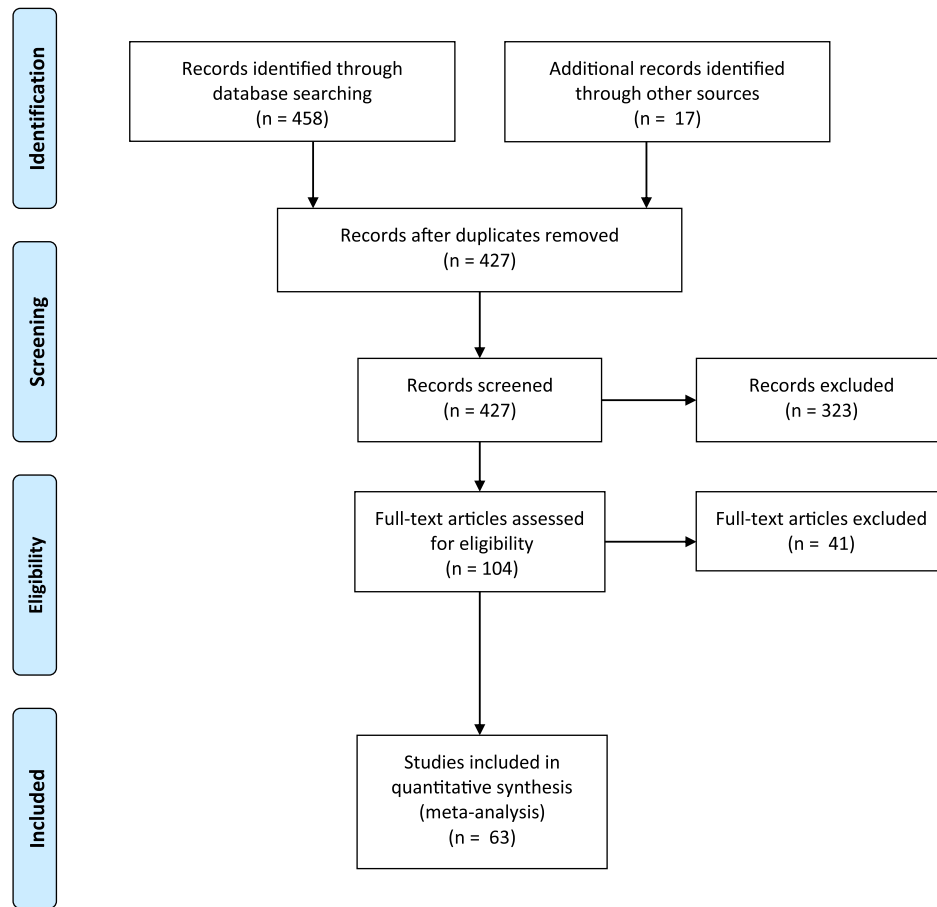 Identification
Records identified through
database searching
(n = 458)
Additional records identified
through other sources
(n = 17)
Records after duplicates removed
(n = 427)
Screening
Records screened
(n = 427)
Records excluded
(n = 323)
Eligibility
Full-text articles assessed
for eligibility
(n = 104)
Full-text articles excluded
(n = 41)
Included
Studies included in
quantitative synthesis
(meta-analysis)
(n = 63)